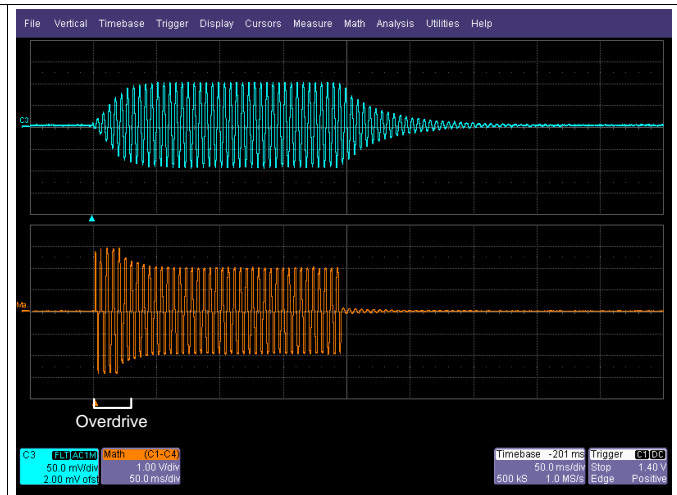 File Vertical Timebase Trigger Display Cursors Measure Math Analysis Utilities Help
C3
Ma
Overdrive
C3 FLT AC1M
50.0 mV/div
2.00 mV ofst
Math (C1-C4)
1.00 V/div
50.0 ms/div
Timebase -201 ms
50.0 ms/div
500 kS 1.0 MS/s
Trigger C1 DC
Stop 1.40 V
Edge Positive